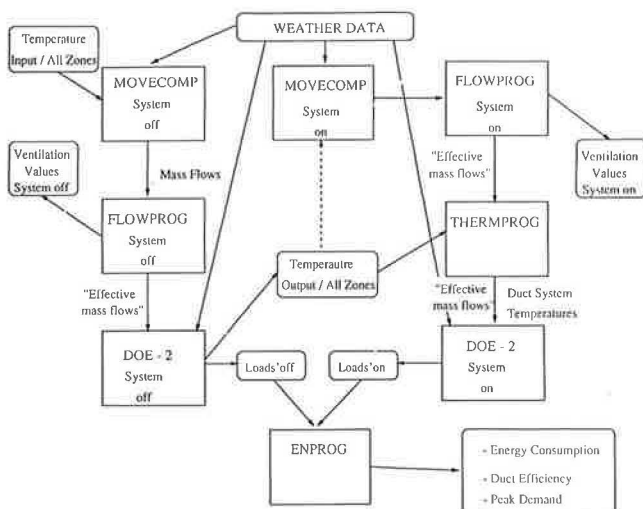 WEATHER DATA
Temperature
Input / All Zones
MOVECOMP
System
off
MOVECOMP
System
on
FLOWPROG
System
on
Ventilation
Values
System off
Mass Flows
"Effective
mass flows"
Ventilation
Values
System on
FLOWPROG
System
off
THERMPROG
Temperautre
Output / All Zones
"Effective
mass flows"
"Effective
mass flows"
Duct System
Temperatures
DOE - 2
System
off
Loads'off
Loads'on
DOE - 2
System
on
ENPROG
→ Energy Consumption
→ Duct Efficiency
→ Peak Demand